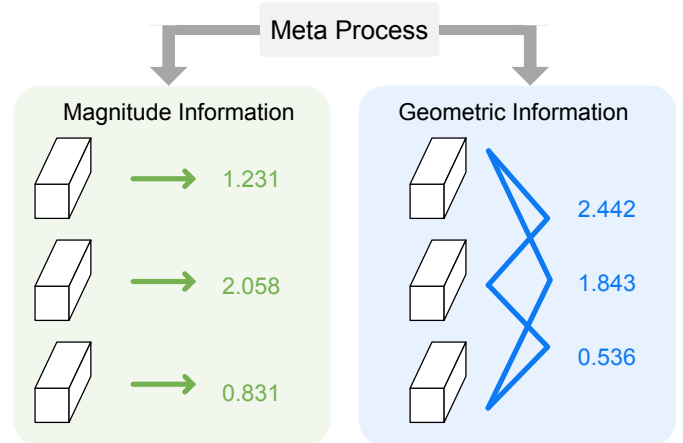 Meta Process
Magnitude Information
1.231
2.058
0.831
Geometric Information
2.442
1.843
0.536